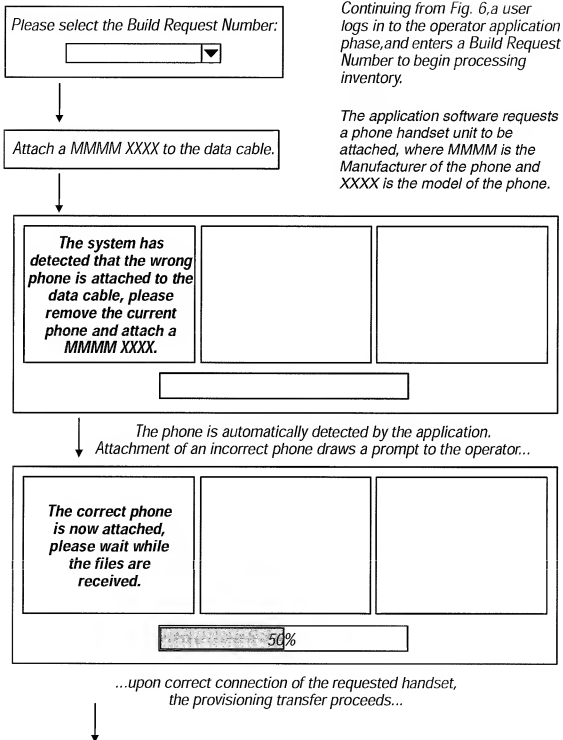 Please select the Build Request Number:
Continuing from Fig. 6,a user
logs in to the operator application
phase,and enters a Build Request
Number to begin processing
inventory.
The application software requests
a phone handset unit to be
attached, where MMMM is the
Manufacturer of the phone and
XXXX is the model of the phone.
Attach a MMMM XXXX to the data cable.
The system has
detected that the wrong
phone is attached to the
data cable, please
remove the current
phone and attach a
MMMM XXXX.
The phone is automatically detected by the application.
Attachment of an incorrect phone draws a prompt to the operator...
The correct phone
is now attached,
please wait while
the files are
received.
50%
...upon correct connection of the requested handset,
the provisioning transfer proceeds...